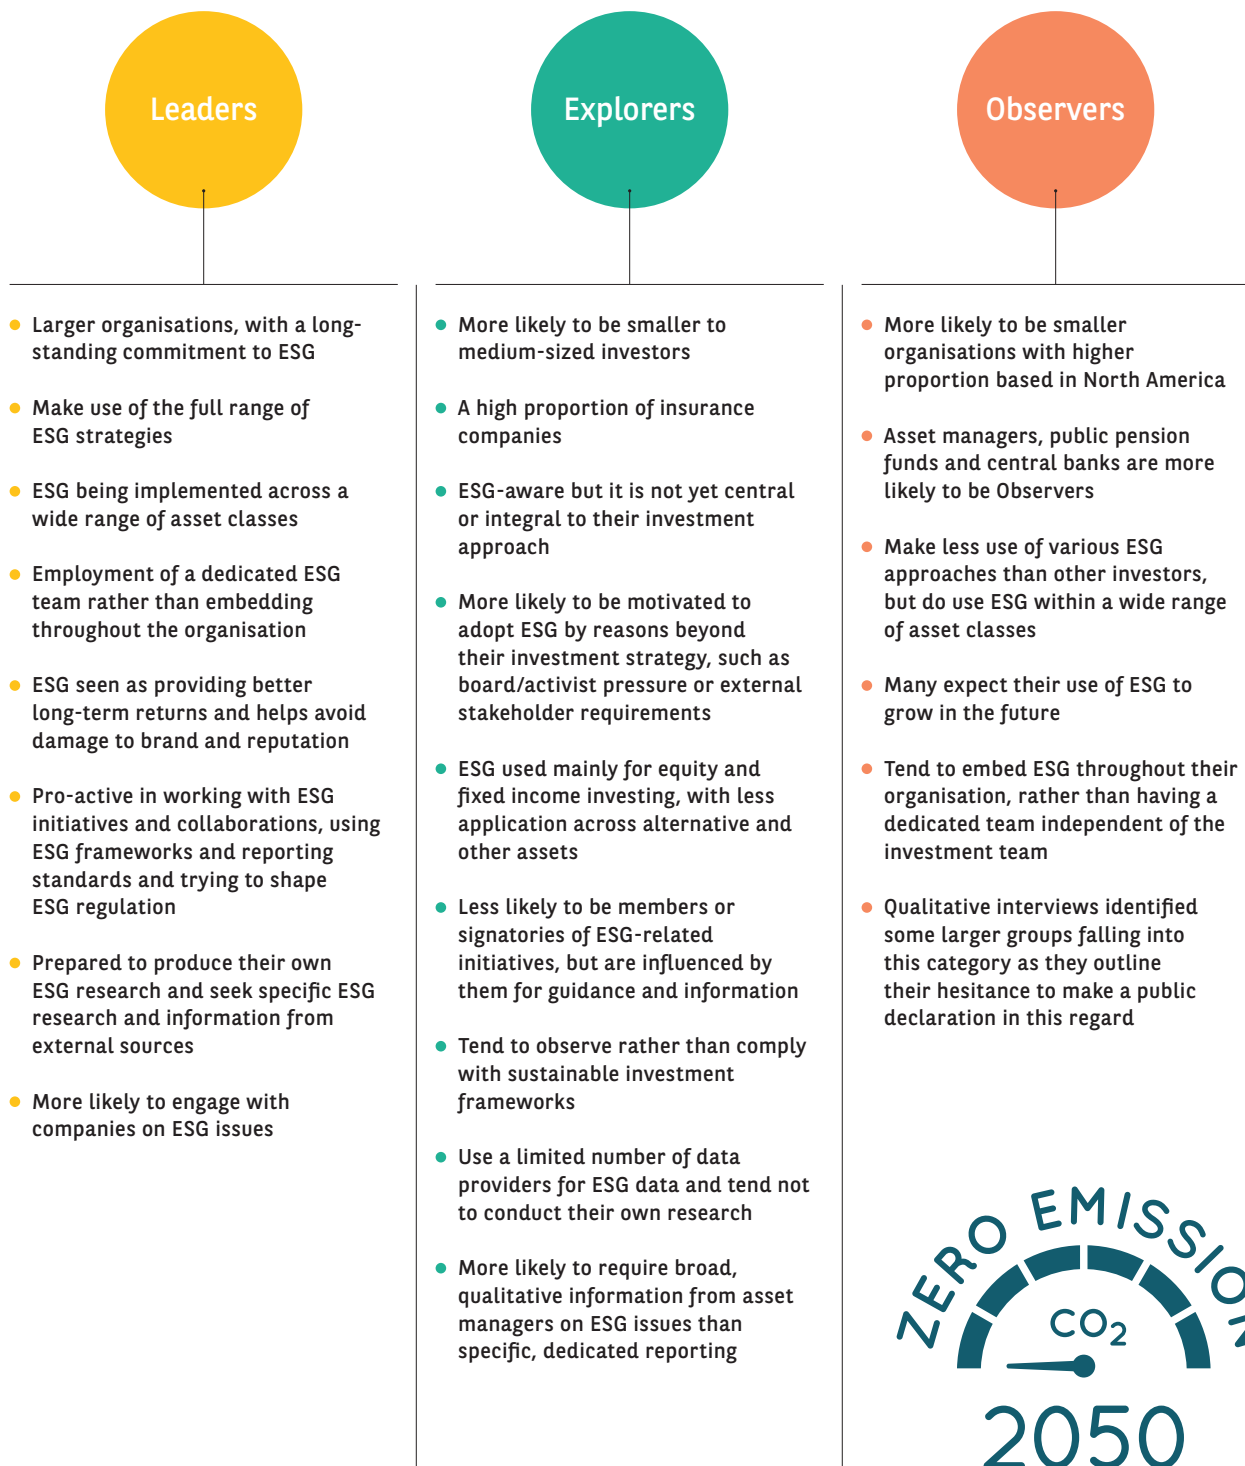 Leaders
Larger organisations, with a long-
standing commitment to ESG
Make use of the full range of
ESG strategies
ESG being implemented across a
wide range of asset classes
Employment of a dedicated ESG
team rather than embedding
throughout the organisation
ESG seen as providing better
long-term returns and helps avoid
damage to brand and reputation
Pro-active in working with ESG
initiatives and collaborations, using
ESG frameworks and reporting
standards and trying to shape
ESG regulation
Prepared to produce their own
ESG research and seek specific ESG
research and information from
external sources
More likely to engage with
companies on ESG issues
Explorers
More likely to be smaller to
medium-sized investors
A high proportion of insurance
companies
ESG-aware but it is not yet central
or integral to their investment
approach
More likely to be motivated to
adopt ESG by reasons beyond
their investment strategy, such as
board/activist pressure or external
stakeholder requirements
ESG used mainly for equity and
fixed income investing, with less
application across alternative and
other assets
Less likely to be members or
signatories of ESG-related
initiatives, but are influenced by
them for guidance and information
Tend to observe rather than comply
with sustainable investment
frameworks
Use a limited number of data
providers for ESG data and tend not
to conduct their own research
More likely to require broad,
qualitative information from asset
managers on ESG issues than
specific, dedicated reporting
Observers
More likely to be smaller
organisations with higher
proportion based in North America
Asset managers, public pension
funds and central banks are more
likely to be Observers
Make less use of various ESG
approaches than other investors,
but do use ESG within a wide range
of asset classes
Many expect their use of ESG to
grow in the future
Tend to embed ESG throughout their
organisation, rather than having a
dedicated team independent of the
investment team
Qualitative interviews identified
some larger groups falling into
this category as they outline
their hesitance to make a public
declaration in this regard
ZERO EMISSION
CO₂
2050